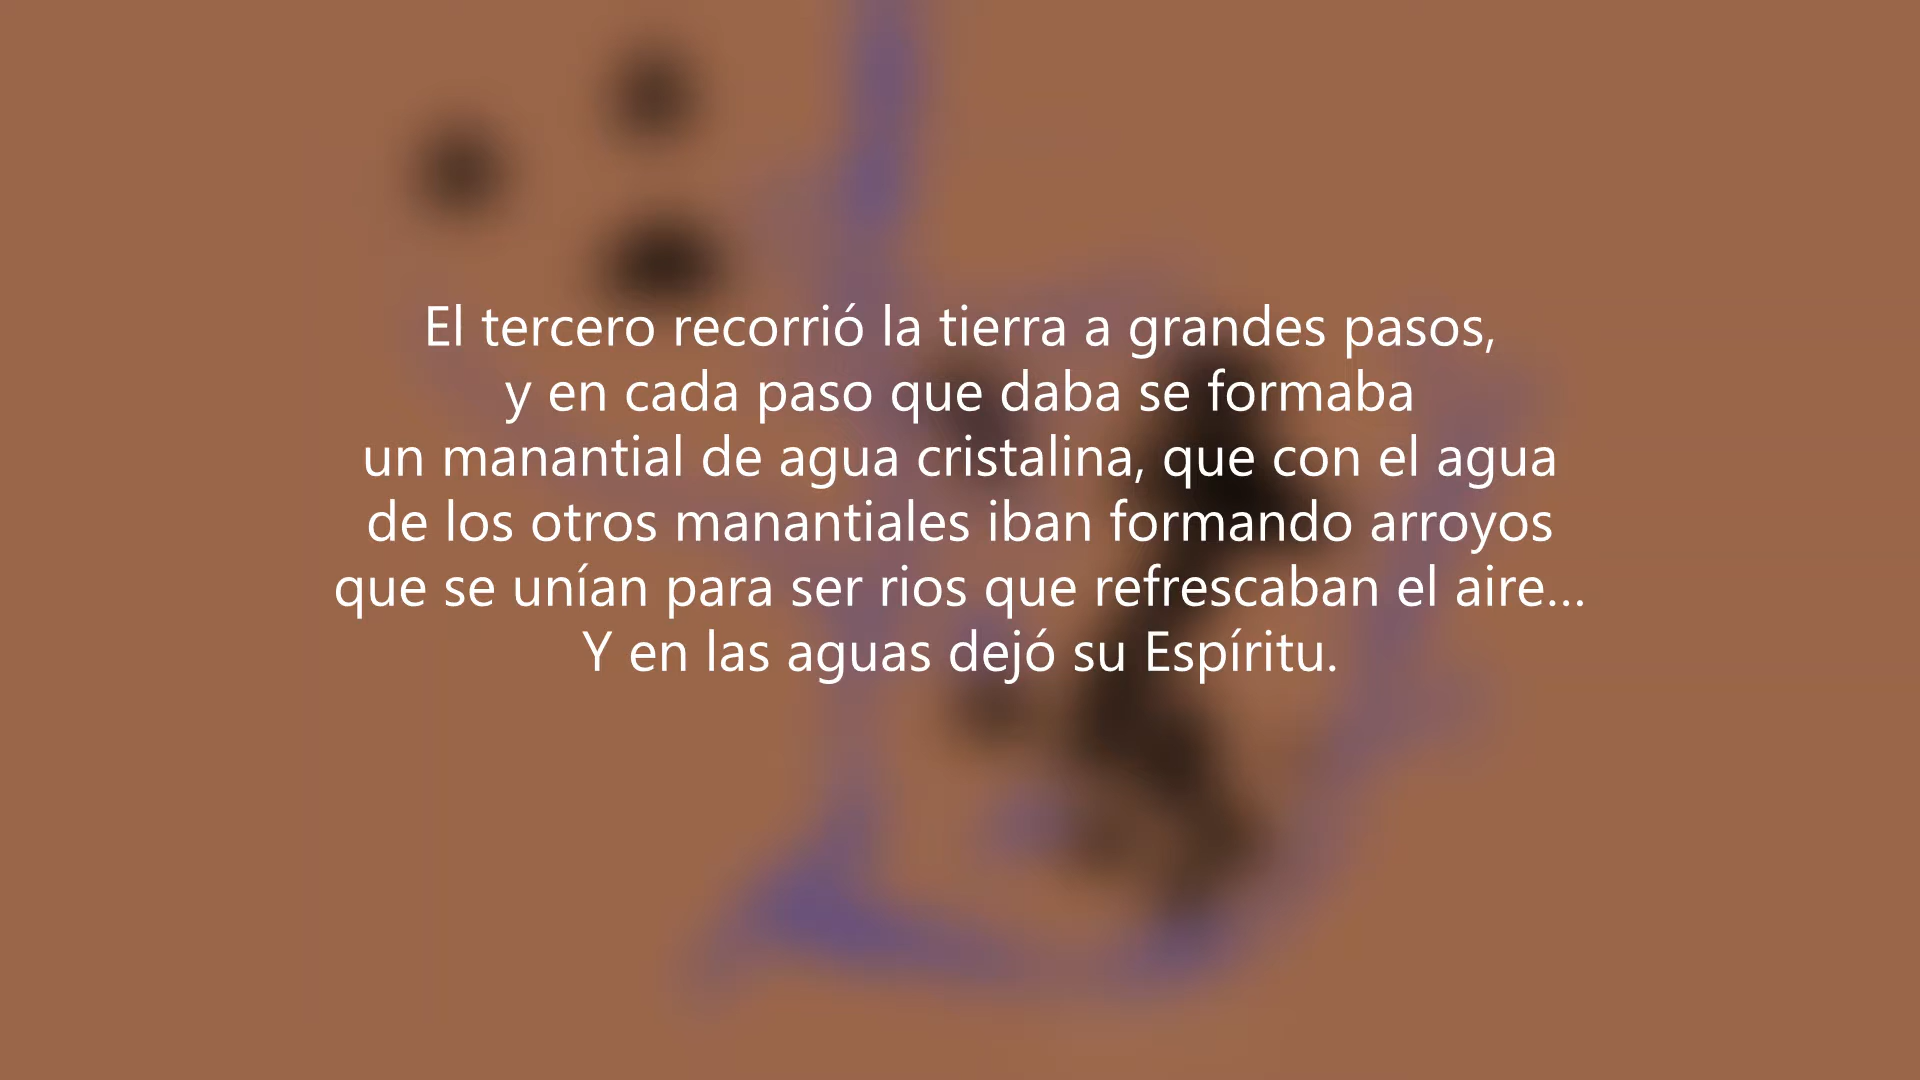 El tercero recorrió la tierra a grandes pasos,
y en cada paso que daba se formaba
un manantial de agua cristalina, que con el agua
de los otros manantiales iban formando arroyos
que se unían para ser rios que refrescaban el aire...
Y en las aguas dejó su Espíritu.